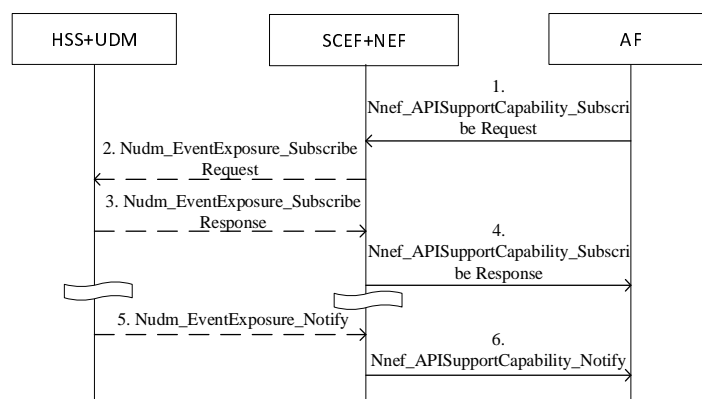 HSS+UDM
SCEF+NEF
AF
1.
Nnef_APISupportCapability_Subscri
be Request
2. Nudm_EventExposure_Subscribe
Request
3. Nudm_EventExposure_Subscribe
Response
4.
Nnef_APISupportCapability_Subscri
be Response
5. Nudm_EventExposure_Notify
6.
Nnef_APISupportCapability_Notify